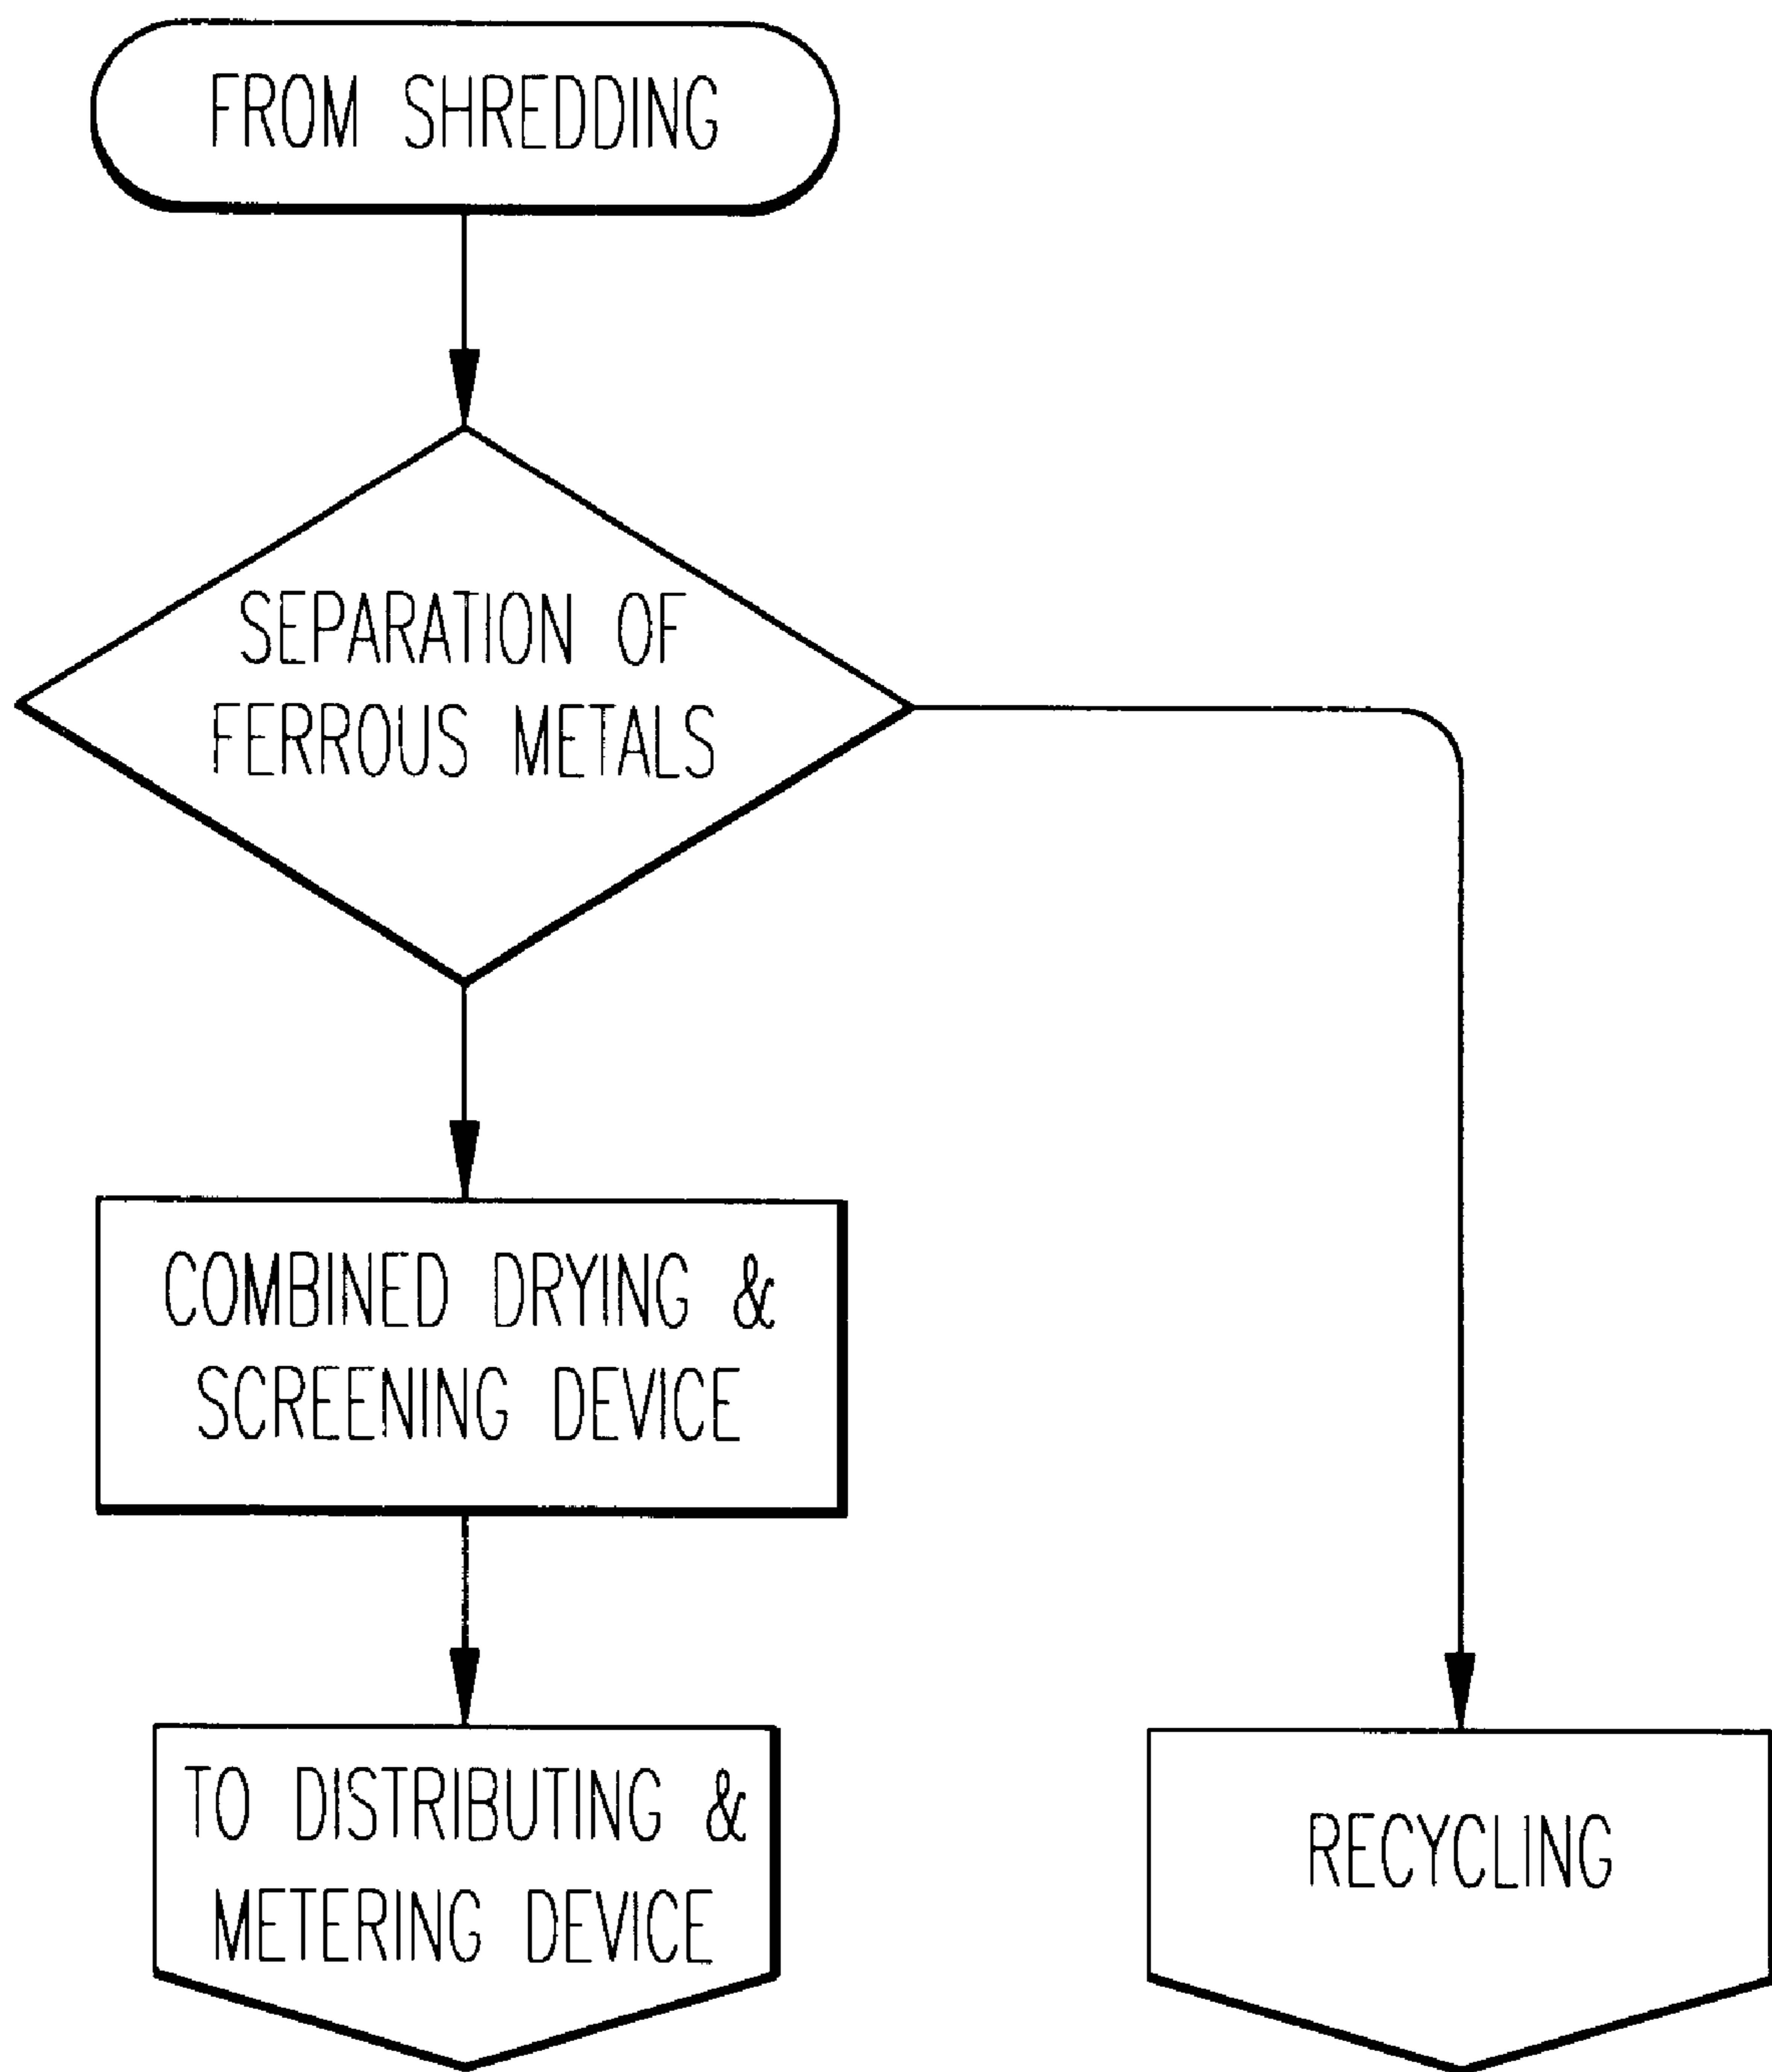 FROM SHREDDING
SEPARATION OF
FERROUS METALS
COMBINED DRYING &
SCREENING DEVICE
TO DISTRIBUTING &
METERING DEVICE
RECYCLING